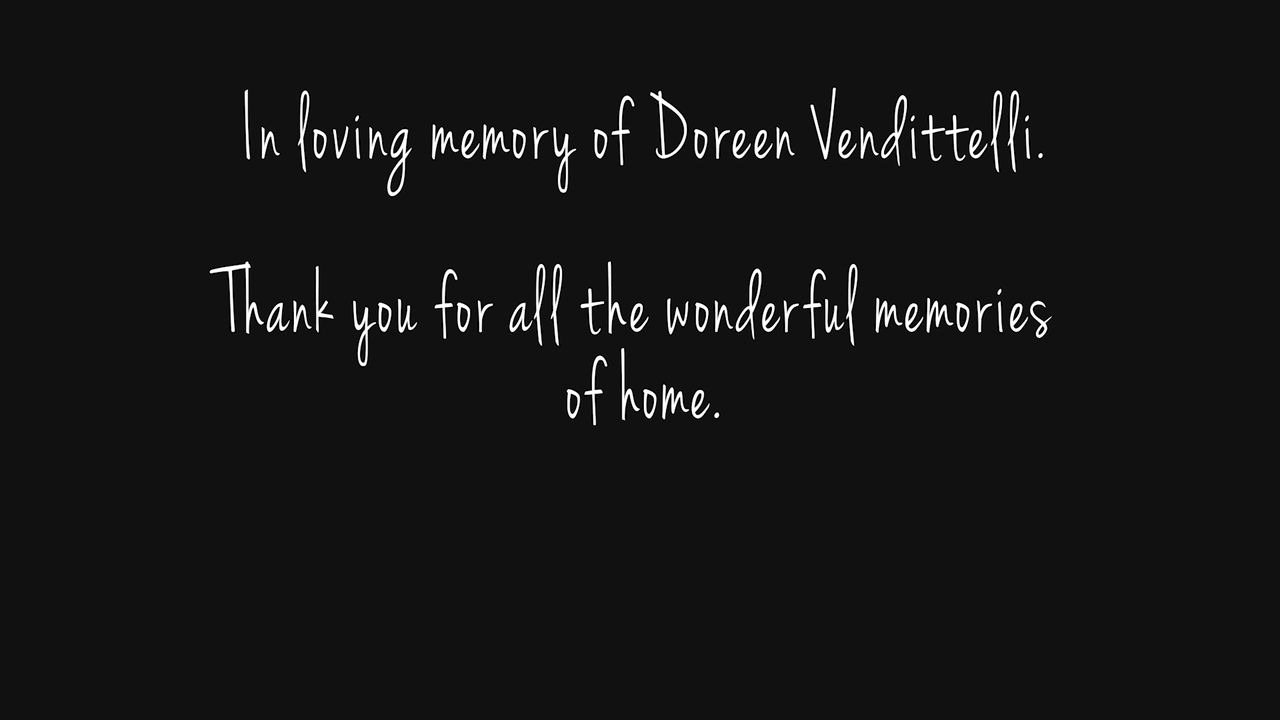 In loving memory of Doreen Vendittelli.
Thank you for all the wonderful memories
of home.